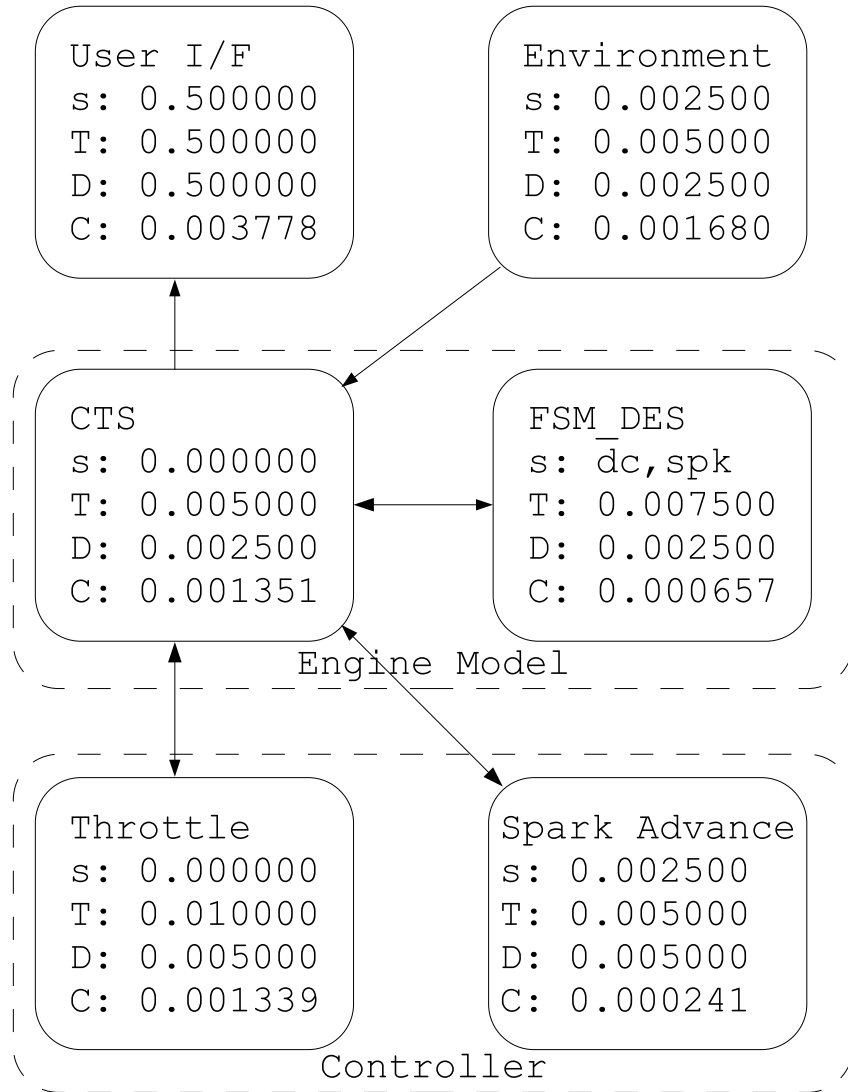 User I/F
s: 0.500000
T: 0.500000
D: 0.500000
C: 0.003778
Environment
s: 0.002500
T: 0.005000
D: 0.002500
C: 0.001680
CTS
s: 0.000000
T: 0.005000
D: 0.002500
C: 0.001351
FSM_DES
s: dc,spk
T: 0.007500
D: 0.002500
C: 0.000657
Engine Model
Throttle
s: 0.000000
T: 0.010000
D: 0.005000
C: 0.001339
Spark Advance
s: 0.002500
T: 0.005000
D: 0.005000
C: 0.000241
Controller